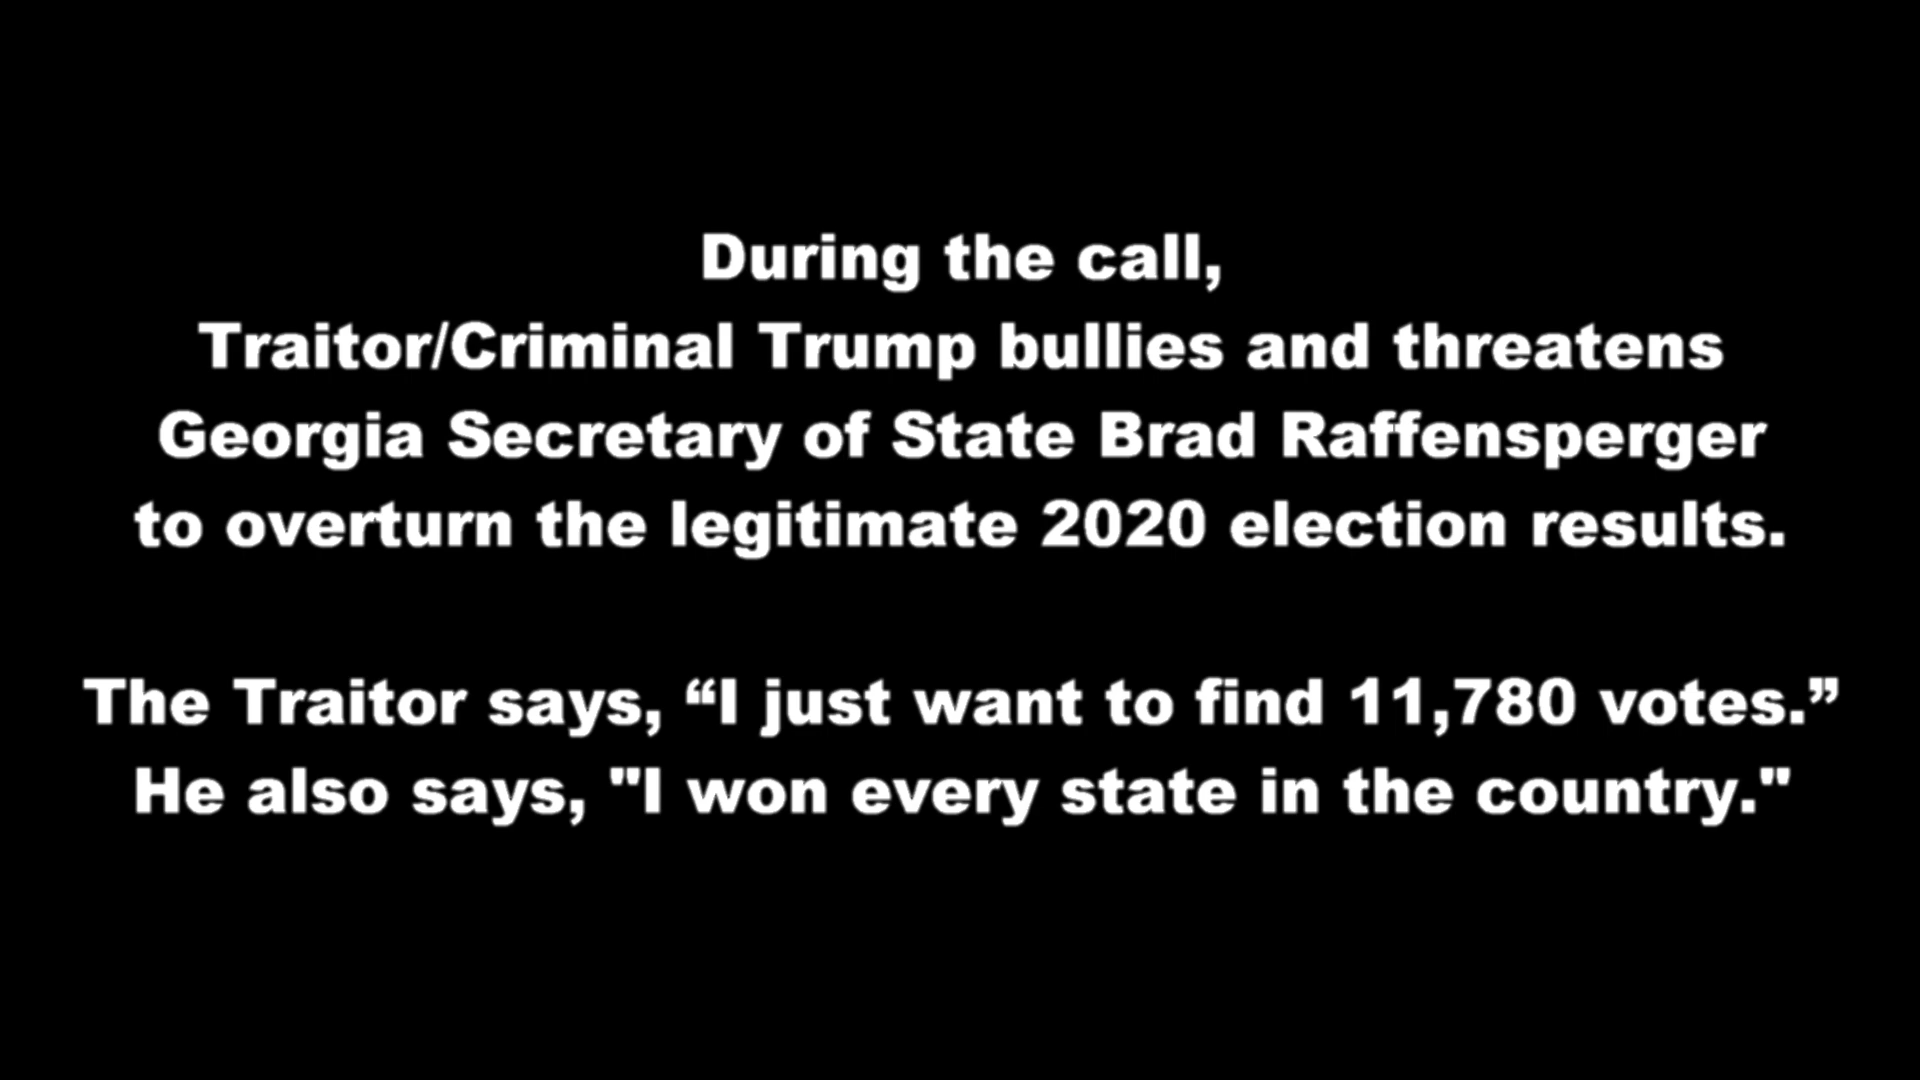 During the call,
Traitor/Criminal Trump bullies and threatens
Georgia Secretary of State Brad Raffensperger
to overturn the legitimate 2020 election results.
The Traitor says, “I just want to find 11,780 votes.”
He also says, "I won every state in the country."